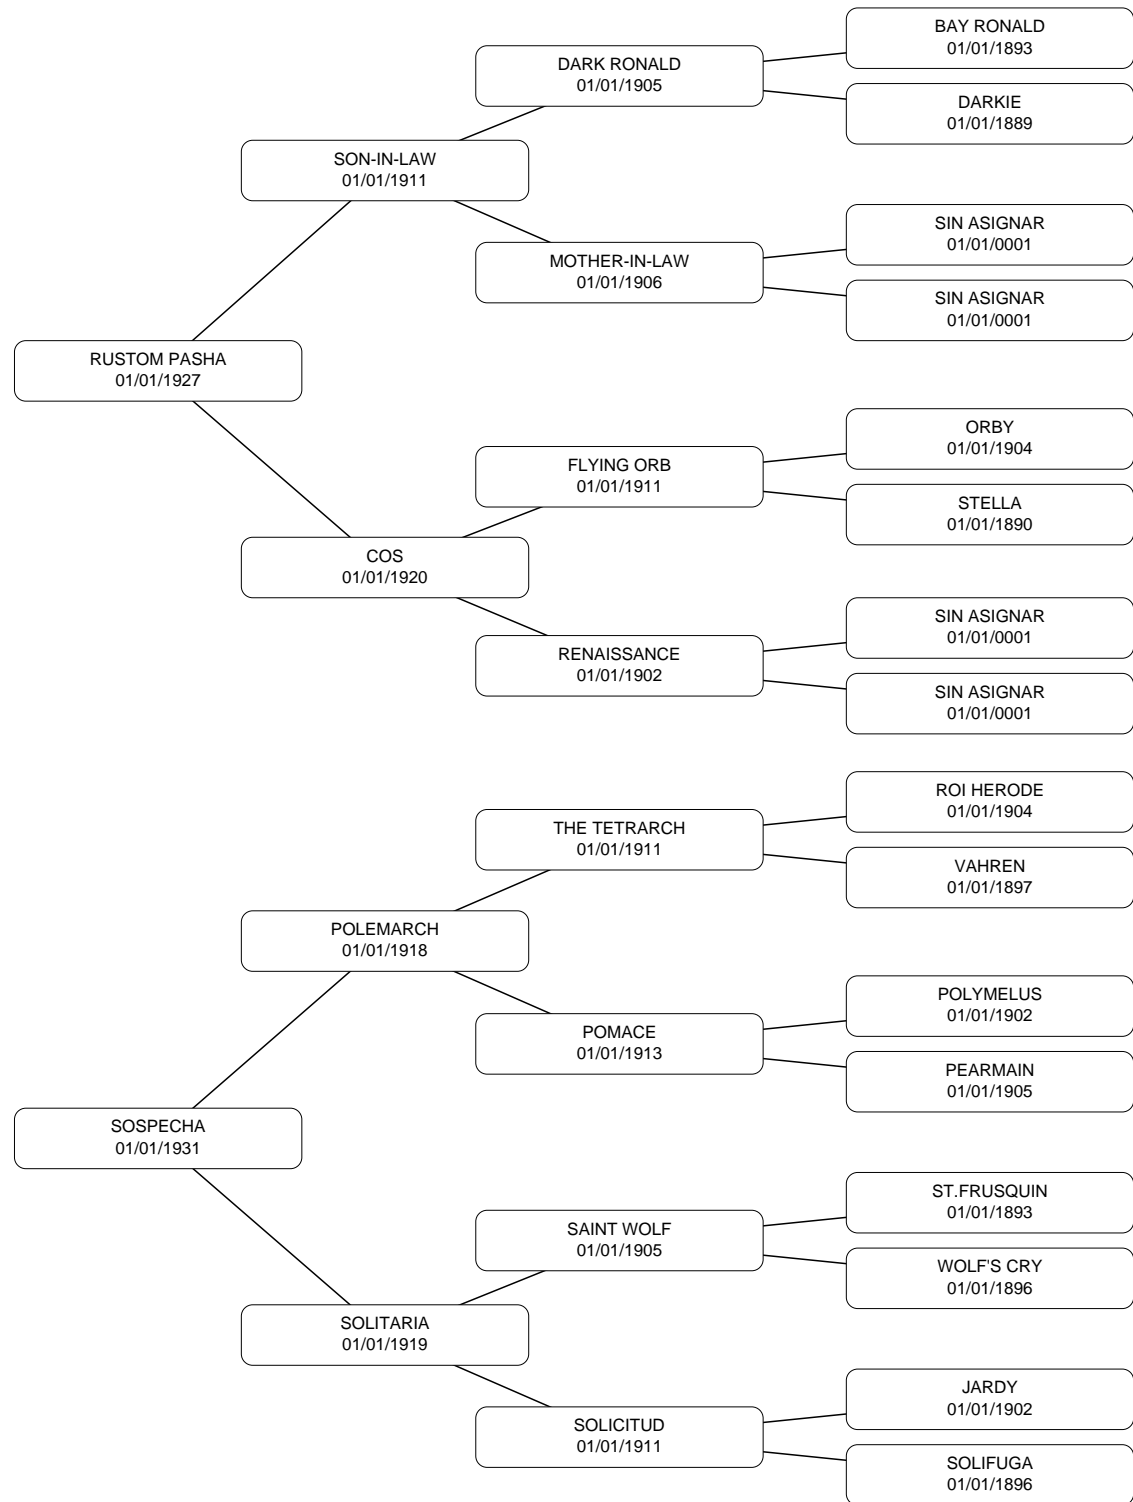 BAY RONALD
01/01/1893
DARK RONALD
01/01/1905
DARKIE
01/01/1889
SON-IN-LAW
01/01/1911
SIN ASIGNAR
01/01/0001
MOTHER-IN-LAW
01/01/1906
SIN ASIGNAR
01/01/0001
RUSTOM PASHA
01/01/1927
ORBY
01/01/1904
FLYING ORB
01/01/1911
STELLA
01/01/1890
COS
01/01/1920
SIN ASIGNAR
01/01/0001
RENAISSANCE
01/01/1902
SIN ASIGNAR
01/01/0001
ROI HERODE
01/01/1904
THE TETRARCH
01/01/1911
VAHREN
01/01/1897
POLEMARCH
01/01/1918
POLYMELUS
01/01/1902
POMACE
01/01/1913
PEARMAIN
01/01/1905
SOSPECHA
01/01/1931
ST.FRUSQUIN
01/01/1893
SAINT WOLF
01/01/1905
WOLF'S CRY
01/01/1896
SOLITARIA
01/01/1919
JARDY
01/01/1902
SOLICITUD
01/01/1911
SOLIFUGA
01/01/1896